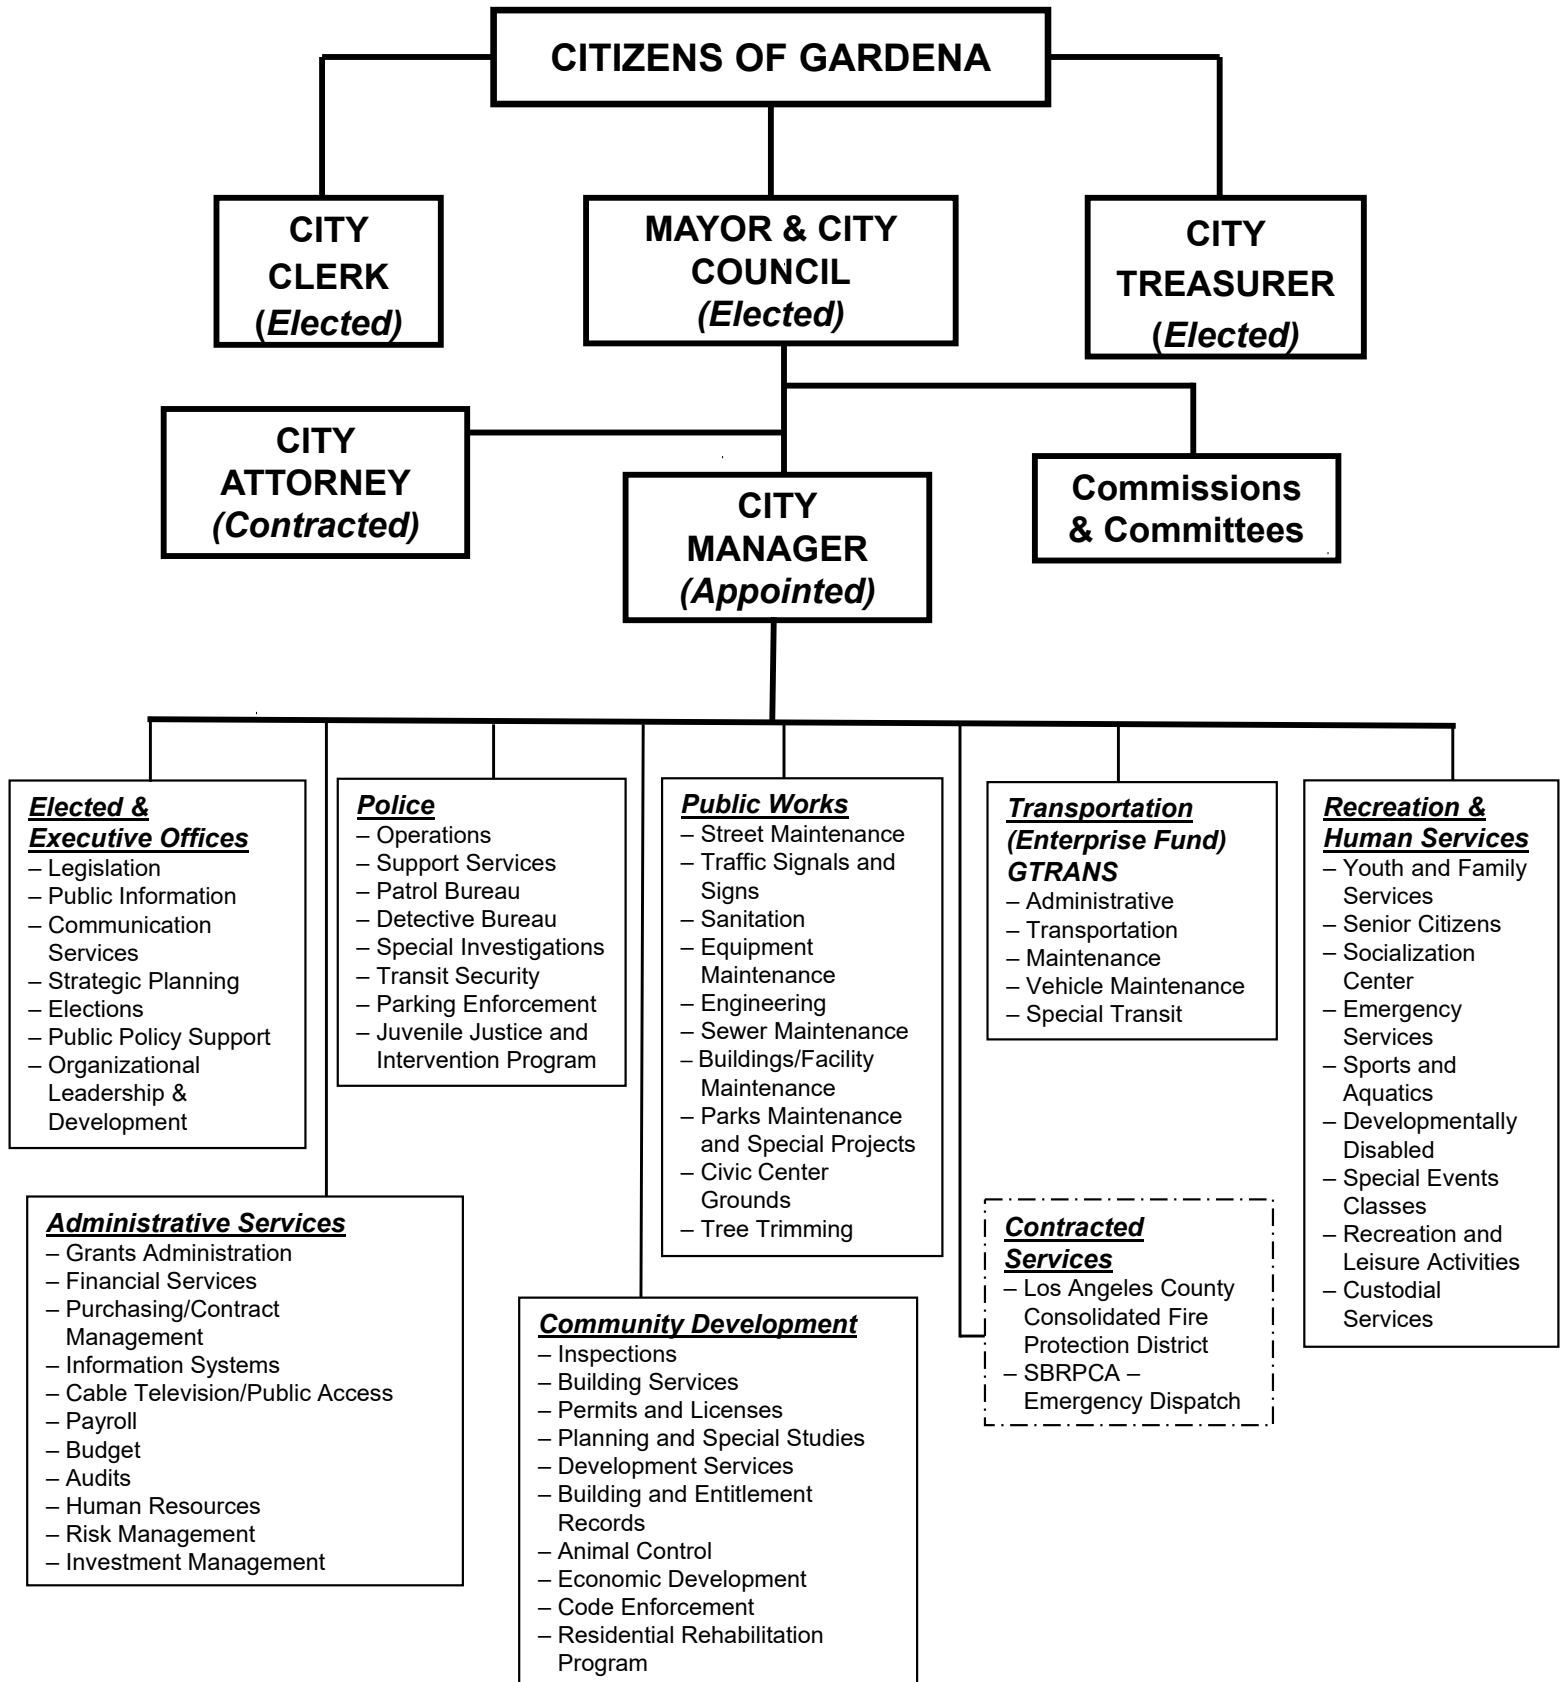 CITIZENS OF GARDENA
CITY
CLERK
(Elected)
MAYOR & CITY
COUNCIL
(Elected)
CITY
TREASURER
(Elected)
CITY
ATTORNEY
(Contracted)
CITY
MANAGER
(Appointed)
Commissions
& Committees
Elected &
Executive Offices
– Legislation
– Public Information
– Communication
Services
– Strategic Planning
– Elections
– Public Policy Support
– Organizational
Leadership &
Development
Police
– Operations
– Support Services
– Patrol Bureau
– Detective Bureau
– Special Investigations
– Transit Security
– Parking Enforcement
– Juvenile Justice and
Intervention Program
Public Works
– Street Maintenance
– Traffic Signals and
Signs
– Sanitation
– Equipment
Maintenance
– Engineering
– Sewer Maintenance
– Buildings/Facility
Maintenance
– Parks Maintenance
and Special Projects
– Civic Center
Grounds
– Tree Trimming
Transportation
(Enterprise Fund)
GTRANS
– Administrative
– Transportation
– Maintenance
– Vehicle Maintenance
– Special Transit
Recreation &
Human Services
– Youth and Family
Services
– Senior Citizens
– Socialization
Center
– Emergency
Services
– Sports and
Aquatics
– Developmentally
Disabled
– Special Events
Classes
– Recreation and
Leisure Activities
– Custodial
Services
Administrative Services
– Grants Administration
– Financial Services
– Purchasing/Contract
Management
– Information Systems
– Cable Television/Public Access
– Payroll
– Budget
– Audits
– Human Resources
– Risk Management
– Investment Management
Community Development
– Inspections
– Building Services
– Permits and Licenses
– Planning and Special Studies
– Development Services
– Building and Entitlement
Records
– Animal Control
– Economic Development
– Code Enforcement
– Residential Rehabilitation
Program
Contracted
Services
– Los Angeles County
Consolidated Fire
Protection District
– SBRPCA –
Emergency Dispatch